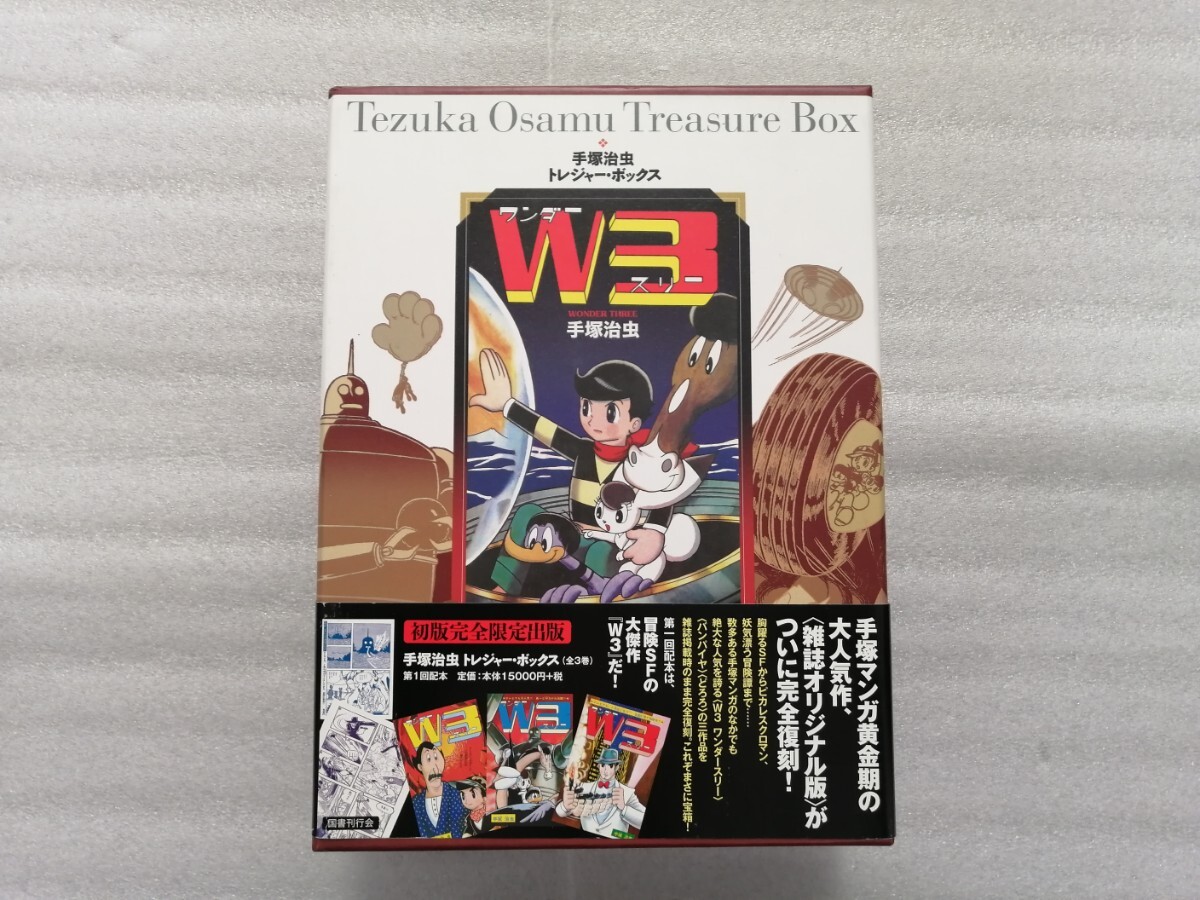 Tezuka Osamu Treasure Box
手塚治虫
トレジャー・ボックス
ワンダー
W3
スリー
WONDER THREE
手塚治虫
手塚マンガ黄金期の
大人気作、
〈雑誌オリジナル版〉が
ついに完全復刻！
胸躍るSFからピカレスクロマン、
妖気漂う冒険譚まで……
数多ある手塚マンガのなかでも
絶大な人気を誇る〈W3 ワンダースリー〉
〈バンパイヤ〉〈どろろ〉の三作品を
雑誌掲載時のまま完全復刻。これぞまさに宝箱！
第一回配本は、
冒険SFの
大傑作
『W3』だ！
初版完全限定出版
手塚治虫 トレジャー・ボックス〈全3巻〉
第1回配本 定価：本体15000円+税
W3
W3
W3
国書刊行会